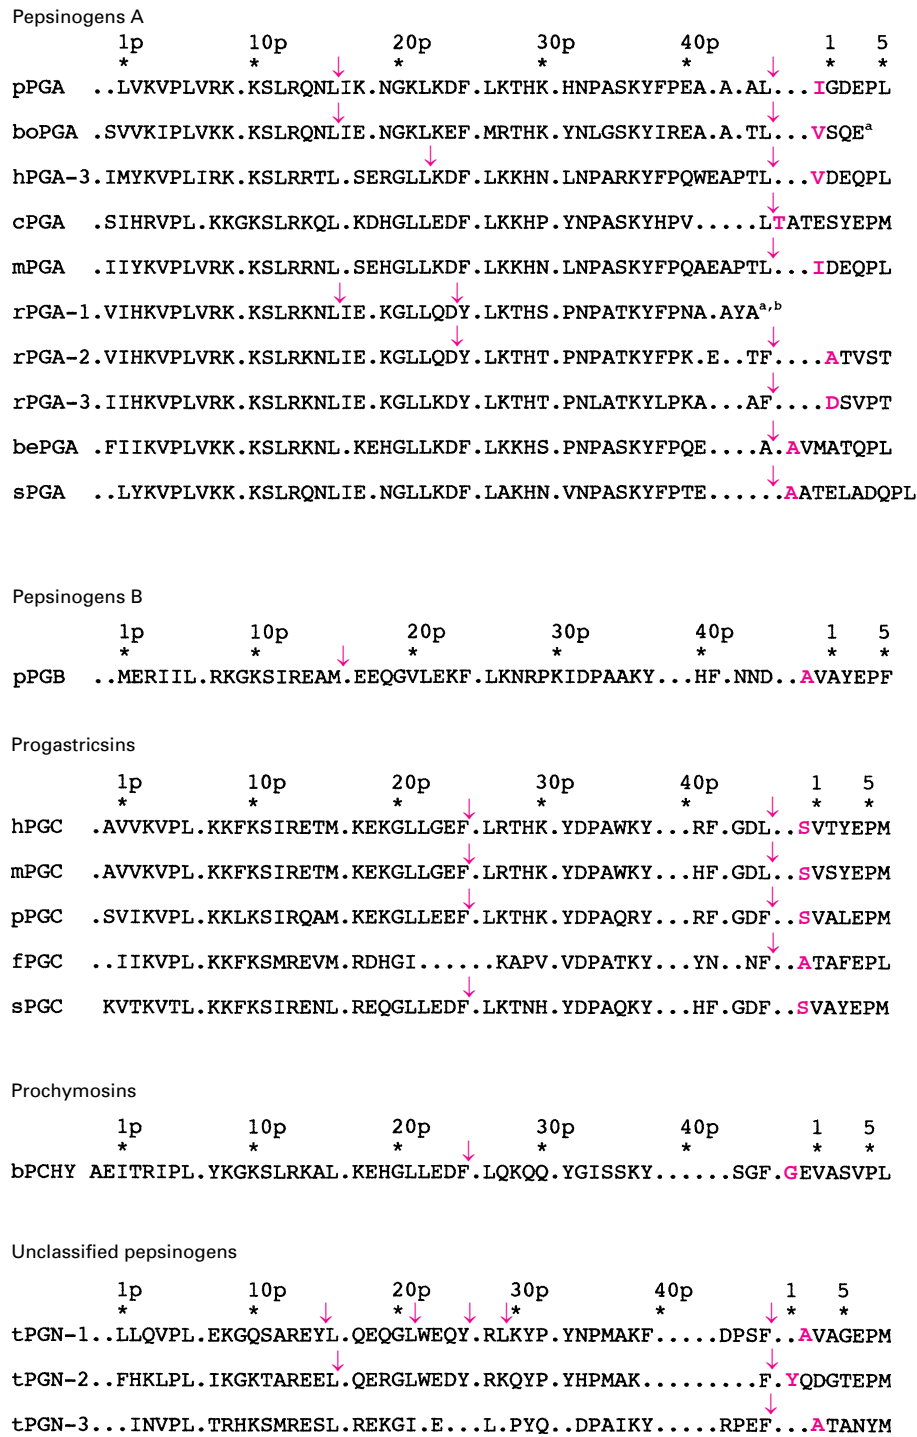 Pepsinogens A
1p 10p 20p 30p 40p 1 5
* * * * * * *
pPGA ..LVKVPLVRK.KSLRQNLIK.NGKLKDF.LKTHK.HNPASKYFPEA.A.AL...IGDEPL
boPGA .SVVKIPLVKK.KSLRQNLIE.NGKLKEF.MRTHK.YNLGSKYIREA.A.TL...VSQEᵃ
hPGA-3.IMYKVPLIRK.KSLRRTL.SERGLLKDF.LKKHN.LNPARKYFPQWEAPTL...VDEQPL
cPGA .SIHRVPL.KKGKSLRKQL.KDHGLLEDF.LKKHP.YNPASKYHPV.....LTATESYEPM
mPGA .IIYKVPLVRK.KSLRRNL.SEHGLLKDF.LKKHN.LNPASKYFPQAEAPTL...IDEQPL
rPGA-1.VIHKVPLVRK.KSLRKNLIE.KGLLQDY.LKTHS.PNPATKYFPNA.AYAᵃ,ᵇ
rPGA-2.VIHKVPLVRK.KSLRKNLIE.KGLLQDY.LKTHT.PNPATKYFPK.E..TF....ATVST
rPGA-3.IIHKVPLVRK.KSLRKNLIE.KGLLKDY.LKTHT.PNLATKYLPKA...AF....DSVPT
bePGA .FIIKVPLVKK.KSLRKNL.KEHGLLKDF.LKKHS.PNPASKYFPQE....A.AVMATQPL
sPGA ..LYKVPLVKK.KSLRQNLIE.NGLLKDF.LAKHN.VNPASKYFPTE......AATELADQPL
Pepsinogens B
1p 10p 20p 30p 40p 1 5
* * * * * * *
pPGB ..MERIIL.RKGKSIREAM.EEQGVLEKF.LKNRPKIDPAAKY...HF.NND..AVAYEPF
Progastricsins
1p 10p 20p 30p 40p 1 5
* * * * * * *
hPGC .AVVKVPL.KKFKSIRETM.KEKGLLGEF.LRTHK.YDPAWKY...RF.GDL..SVTYEPM
mPGC .AVVKVPL.KKFKSIRETM.KEKGLLGEF.LRTHK.YDPAWKY...HF.GDL..SVSYEPM
pPGC .SVIKVPL.KKLKSIRQAM.KEKGLLEEF.LKTHK.YDPAQRY...RF.GDF..SVALEPM
fPGC ..IIKVPL.KKFKSMREVM.RDHGI......KAPV.VDPATKY...YN..NF..ATAFEPL
sPGC KVTKVTL.KKFKSIRENL.REQGLLEDF.LKTNH.YDPAQKY...HF.GDF..SVAYEPM
Prochymosins
1p 10p 20p 30p 40p 1 5
* * * * * * *
bPCHY AEITRIPL.YKGKSLRKAL.KEHGLLEDF.LQKQQ.YGISSKY......SGF.GEVASVPL
Unclassified pepsinogens
1p 10p 20p 30p 40p 1 5
* * * * * * *
tPGN-1..LLQVPL.EKGQSAREYL.QEQGLWEQY.RLKYP.YNPMAKF.....DPSF..AVAGEPM
tPGN-2..FHKLPL.IKGKTAREEL.QERGLWEDY.RKQYP.YHPMAK.........F.YQDGTEPM
tPGN-3...INVPL.TRHKSMRESL.REKGI.E...L.PYQ..DPAIKY.....RPEF...ATANYM